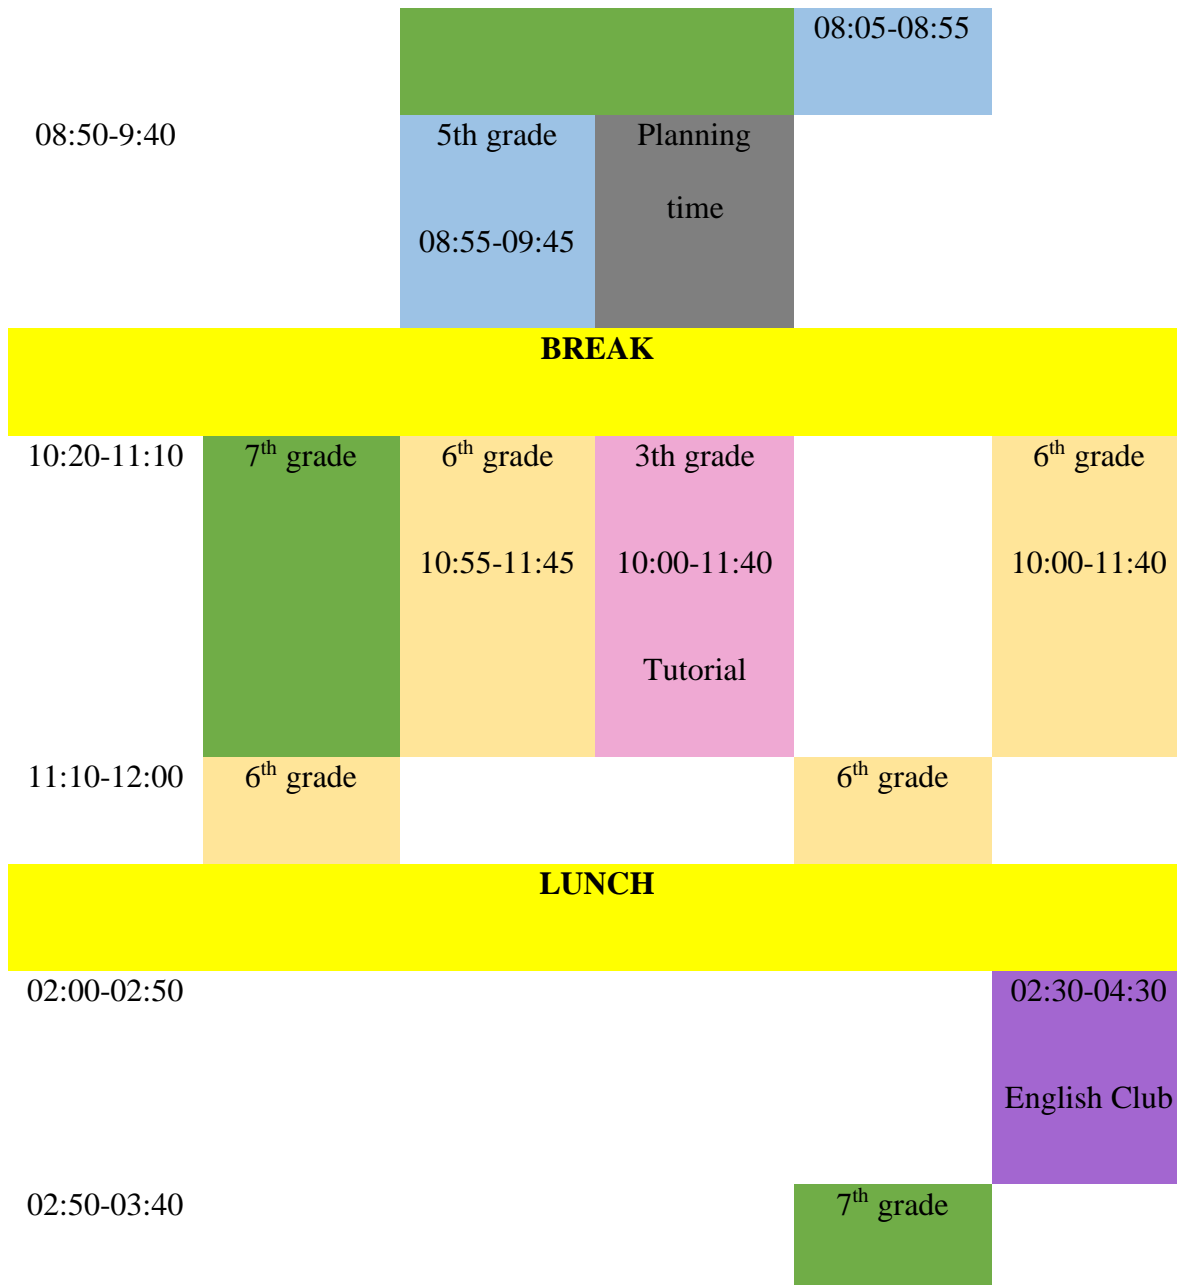 08:05-08:55
08:50-9:40 5th grade Planning
time
08:55-09:45
BREAK
10:20-11:10 7th grade 6th grade 3th grade 6th grade
10:55-11:45 10:00-11:40 10:00-11:40
Tutorial
11:10-12:00 6th grade 6th grade
LUNCH
02:00-02:50 02:30-04:30
English Club
02:50-03:40 7th grade